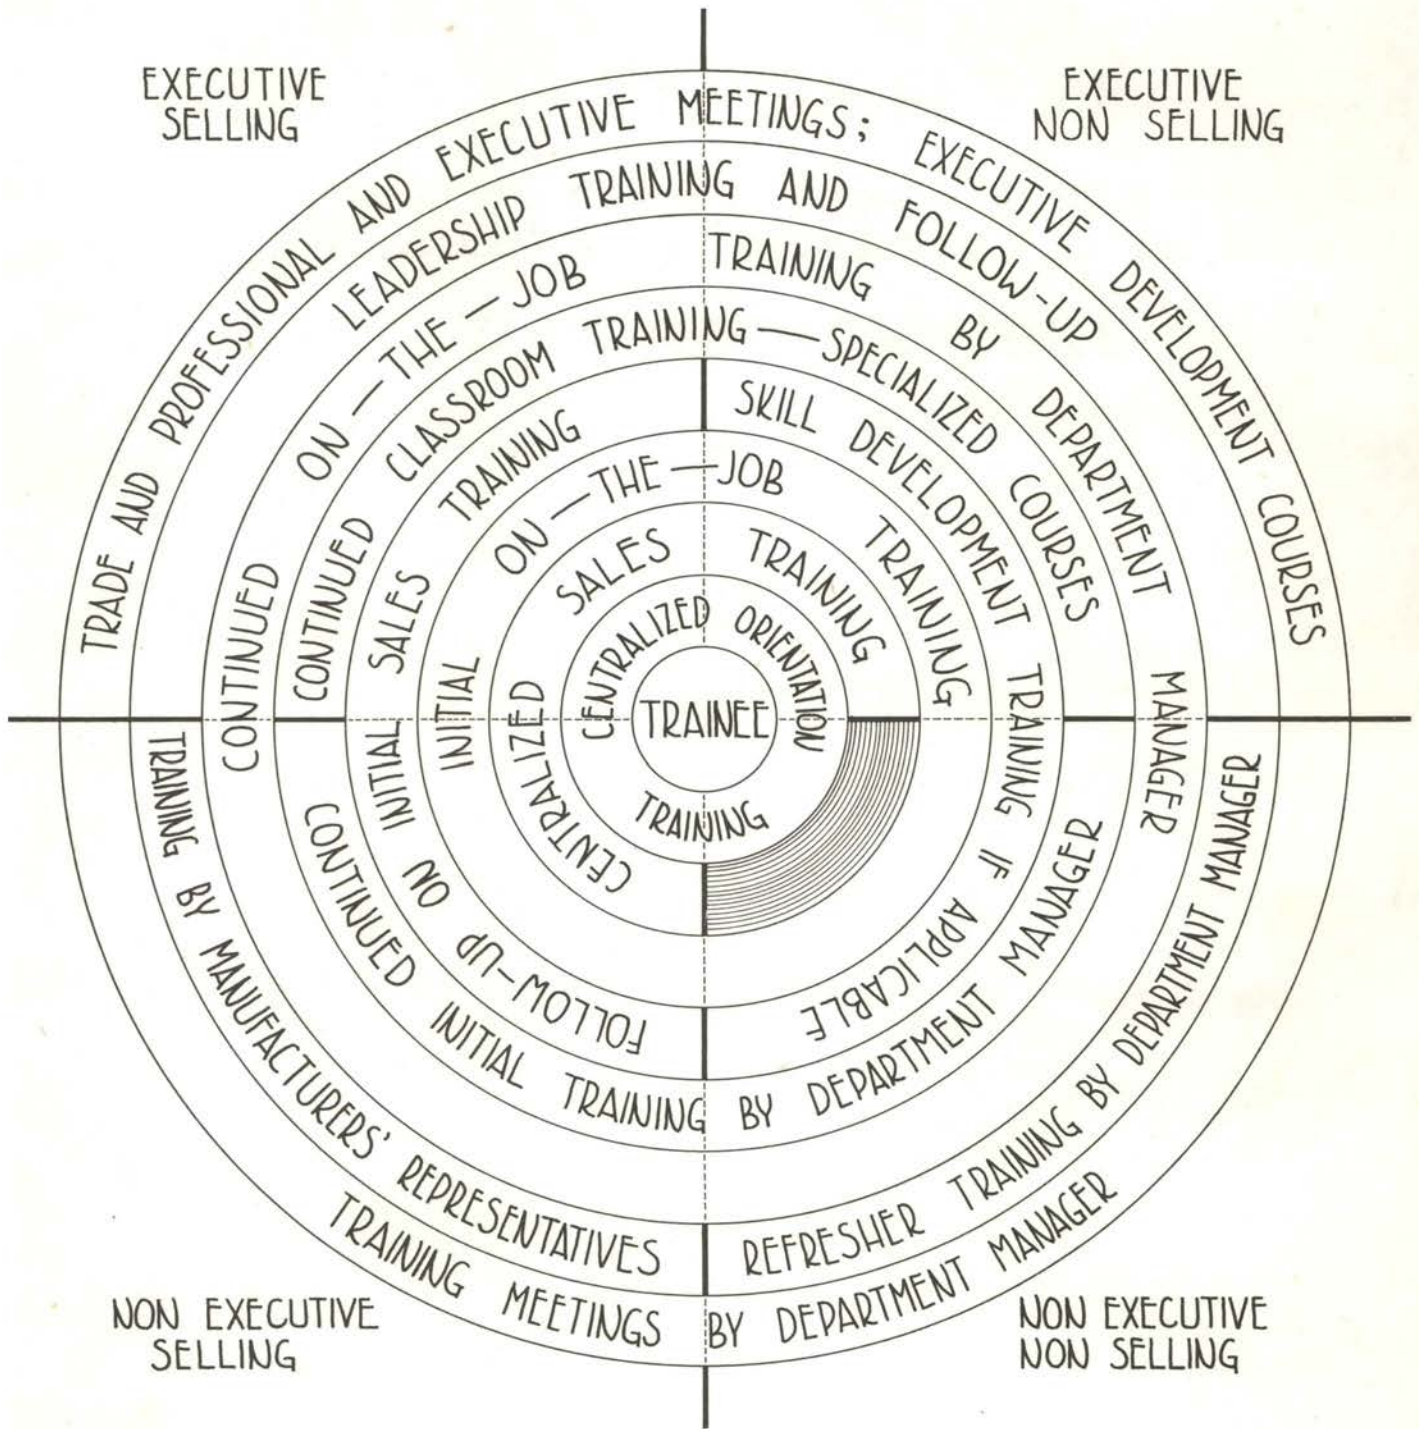 EXECUTIVE
SELLING
EXECUTIVE
NON SELLING
TRADE AND PROFESSIONAL AND EXECUTIVE MEETINGS; EXECUTIVE DEVELOPMENT COURSES
LEADERSHIP TRAINING AND FOLLOW-UP
CONTINUED ON—THE—JOB TRAINING BY DEPARTMENT MANAGER
CONTINUED CLASSROOM TRAINING—SPECIALIZED COURSES
FOLLOW-UP ON INITIAL SALES TRAINING
SKILL DEVELOPMENT TRAINING IF APPLICABLE
INITIAL ON—THE—JOB TRAINING
CENTRALIZED SALES TRAINING
CENTRALIZED ORIENTATION
TRAINING
TRAINEE
CONTINUED INITIAL TRAINING BY DEPARTMENT MANAGER
TRAINING BY MANUFACTURERS' REPRESENTATIVES
REFRESHER TRAINING BY DEPARTMENT MANAGER
TRAINING MEETINGS BY DEPARTMENT MANAGER
NON EXECUTIVE
SELLING
NON EXECUTIVE
NON SELLING